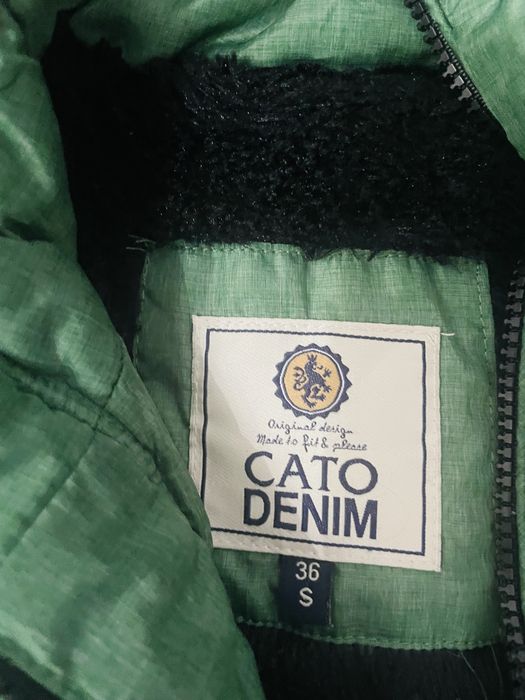 Original design
Made to fit & please
CATO
DENIM
36
S